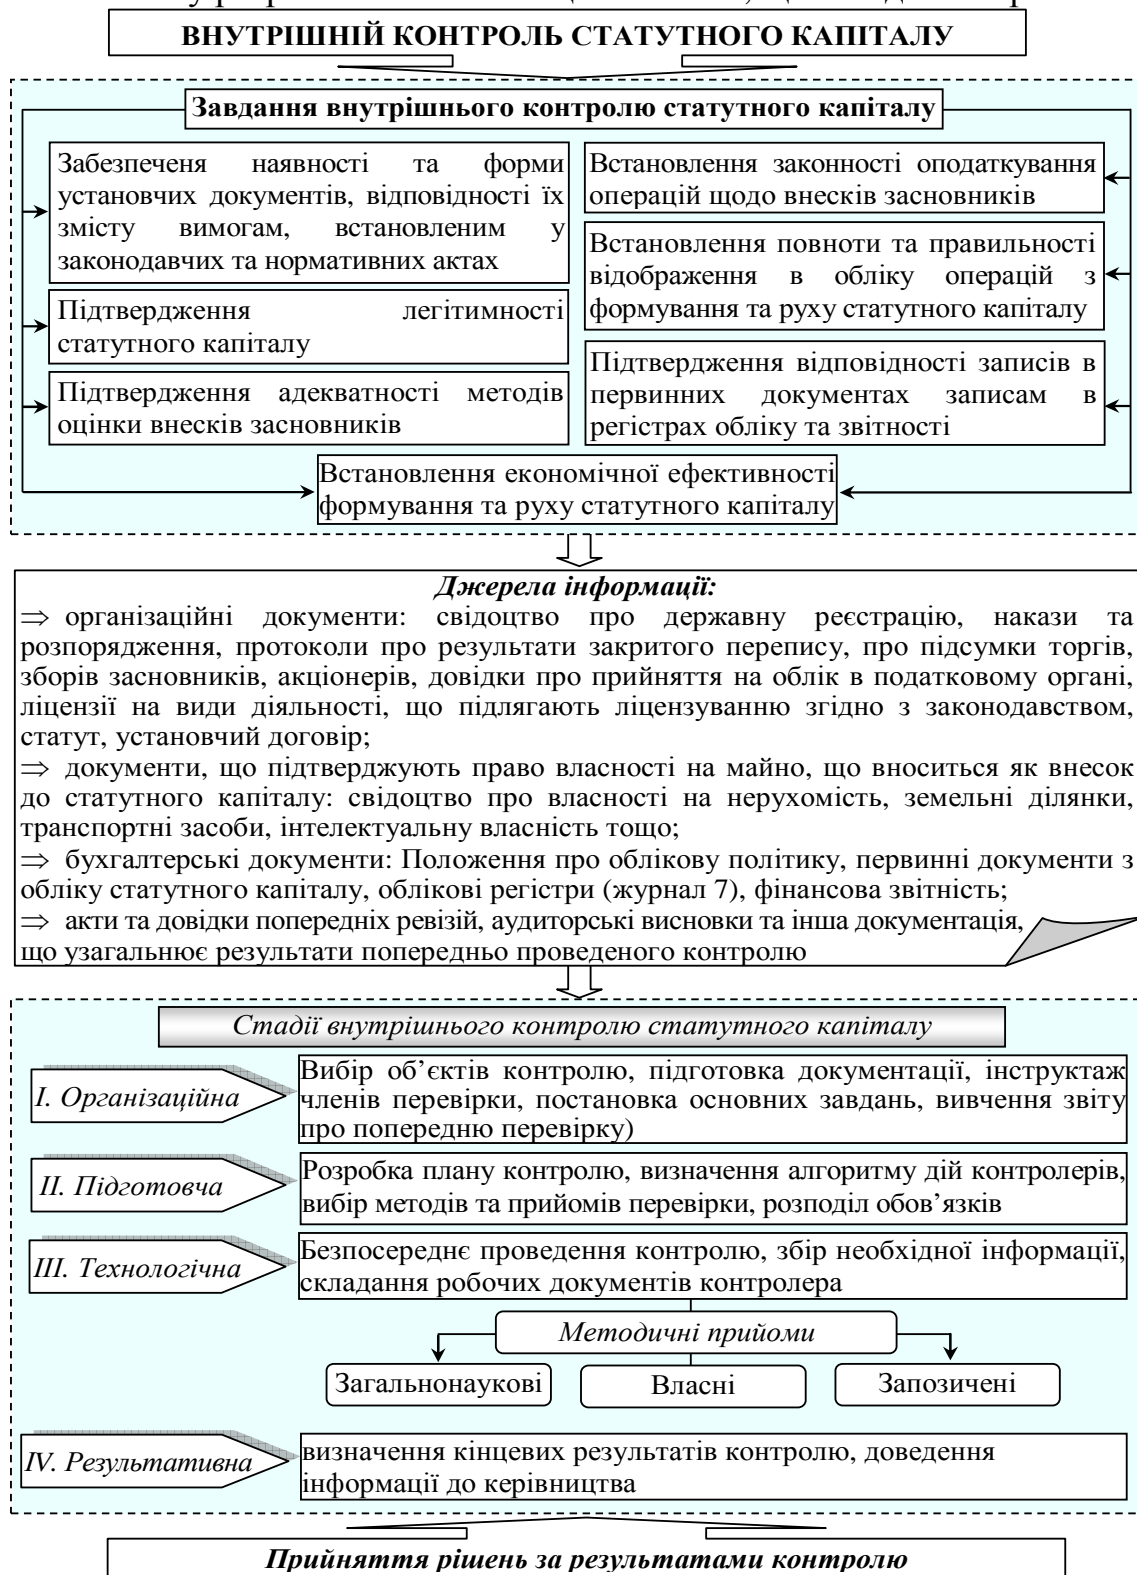 ВНУТРІШНІЙ КОНТРОЛЬ СТАТУТНОГО КАПІТАЛУ
Завдання внутрішнього контролю статутного капіталу
Забезпеченя наявності та форми
установчих документів, відповідності їх
змісту вимогам, встановленим у
законодавчих та нормативних актах
Підтвердження легітимності
статутного капіталу
Підтвердження адекватності методів
оцінки внесків засновників
Встановлення законності оподаткування
операцій щодо внесків засновників
Встановлення повноти та правильності
відображення в обліку операцій з
формування та руху статутного капіталу
Підтвердження відповідності записів в
первинних документах записам в
регістрах обліку та звітності
Встановлення економічної ефективності
формування та руху статутного капіталу
Джерела інформації:
⇒ організаційні документи: свідоцтво про державну реєстрацію, накази та
розпорядження, протоколи про результати закритого перепису, про підсумки торгів,
зборів засновників, акціонерів, довідки про прийняття на облік в податковому органі,
ліцензії на види діяльності, що підлягають ліцензуванню згідно з законодавством,
статут, установчий договір;
⇒ документи, що підтверджують право власності на майно, що вноситься як внесок
до статутного капіталу: свідоцтво про власності на нерухомість, земельні ділянки,
транспортні засоби, інтелектуальну власність тощо;
⇒ бухгалтерські документи: Положення про облікову політику, первинні документи з
обліку статутного капіталу, облікові регістри (журнал 7), фінансова звітність;
⇒ акти та довідки попередніх ревізій, аудиторські висновки та інша документація,
що узагальнює результати попередньо проведеного контролю
Стадії внутрішнього контролю статутного капіталу
І. Організаційна
Вибір об’єктів контролю, підготовка документації, інструктаж
членів перевірки, постановка основних завдань, вивчення звіту
про попередню перевірку)
ІІ. Підготовча
Розробка плану контролю, визначення алгоритму дій контролерів,
вибір методів та прийомів перевірки, розподіл обов’язків
ІІІ. Технологічна
Безпосереднє проведення контролю, збір необхідної інформації,
складання робочих документів контролера
Методичні прийоми
Загальнонаукові
Власні
Запозичені
IV. Результативна
визначення кінцевих результатів контролю, доведення
інформації до керівництва
Прийняття рішень за результатами контролю